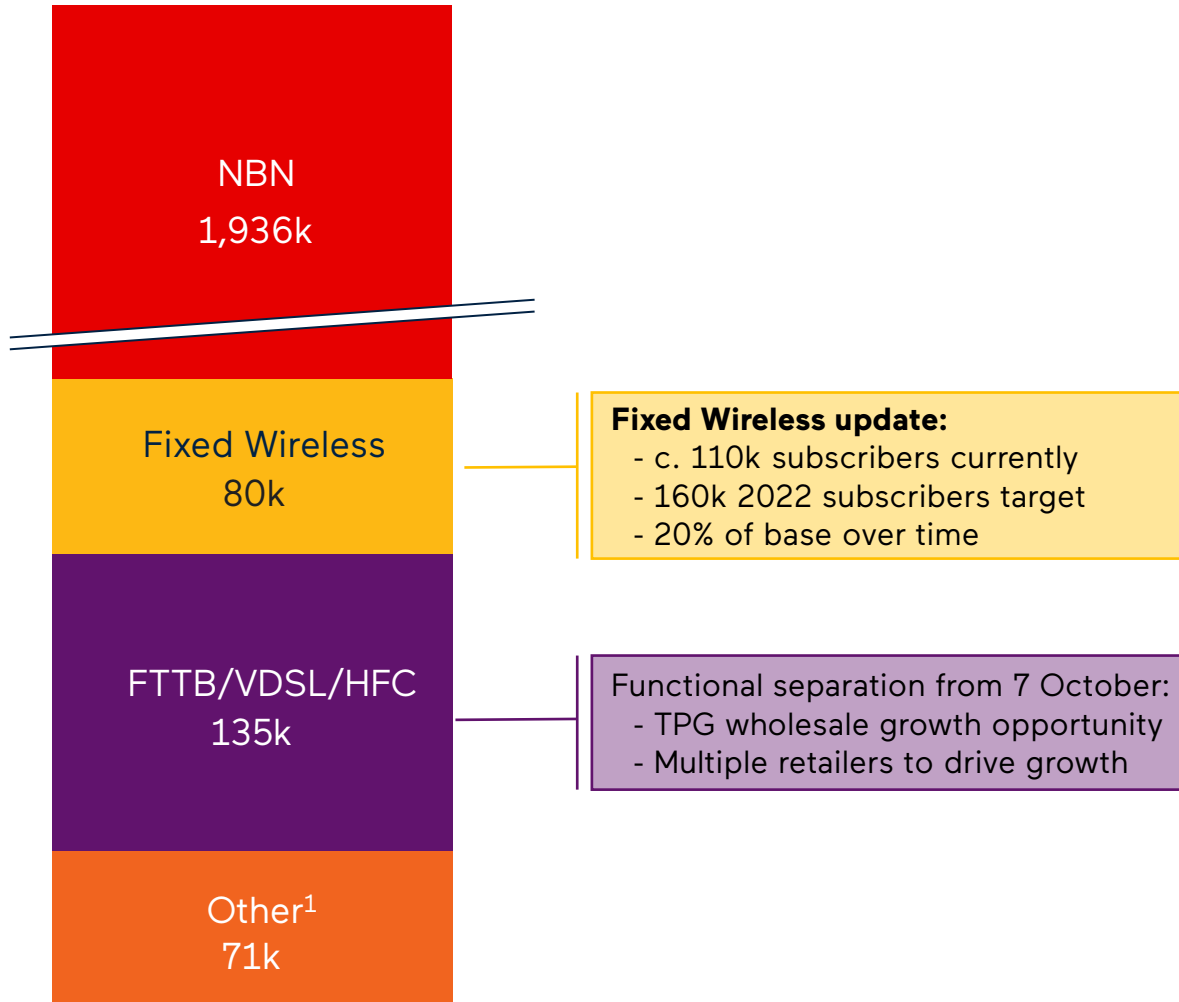 NBN
1,936k
Fixed Wireless
80k
Fixed Wireless update:
- c. 110k subscribers currently
- 160k 2022 subscribers target
- 20% of base over time
FTTB/VDSL/HFC
135k
Functional separation from 7 October:
- TPG wholesale growth opportunity
- Multiple retailers to drive growth
Other¹
71k